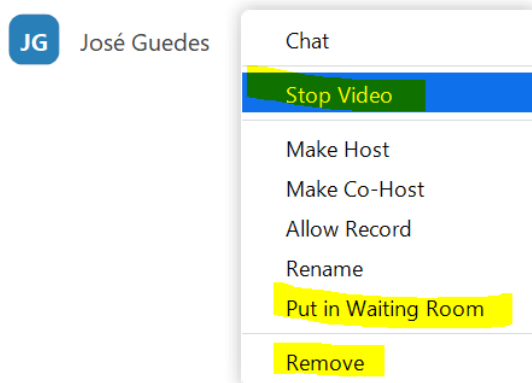 JG José Guedes
Chat
Stop Video
Make Host
Make Co-Host
Allow Record
Rename
Put in Waiting Room
Remove